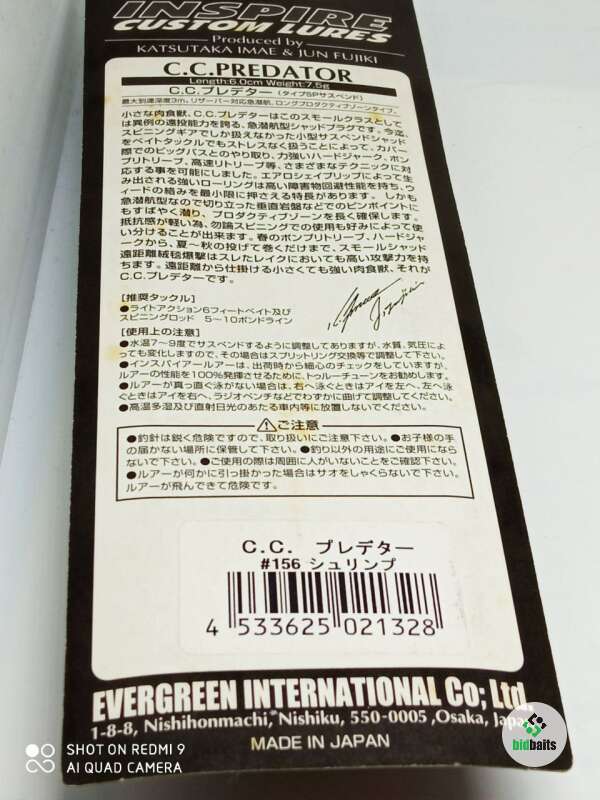 INSPIRE
CUSTOM LURES
Produced by
KATSUTAKA IMAE & JUN FUJIKI
C.C.PREDATOR
Length:6.0cm Weight:7.5g
C.C.プレデター (タイプSPサスペンド)
最大到達深度3m、リザーバー対応急潜航、ロングプロダクティブゾーンタイプ。
小さな肉食獣、C.C.プレデターはこのスモールクラスとして
は異例の遠投能力を誇る、急潜航型シャッドプラグです。今迄、
スピニングギアでしか扱えなかった小型サスペンドシャッド
をベイトタックルでもストレスなく扱うことによって、カバー
際でのビッグバスとのやり取り、力強いハードジャーク、ポン
プリトリーブ、高速リトリーブ等、さまざまなテクニックに対
応する事を可能にしました。エアロシェイプリップによって生
み出される強いローリングは高い障害物回避性能を持ち、ウ
ィードの絡みを最小限に押さえる特長があります。しかも
急潜航型なので切り立った垂直岩盤などでのピンポイントに
もすばやく潜り、プロダクティブゾーンを長く確保します。
抵抗感が軽い為、勿論スピニングでの使用も好みによって使
い分けることが出来ます。春のポンプリトリーブ、ハードジャ
ークから、夏〜秋の投げて巻くだけまで、スモールシャッド
遠距離絨毯爆撃はスレたレイクにおいても高い攻撃力を持
ちます。遠距離から仕掛ける小さくても強い肉食獣、それが
C.C.プレデターです。
[推奨タックル]
●ライトアクション6フィートベイト及び
スピニングロッド 5〜10ポンドライン
[使用上の注意]
●水温7〜9度でサスペンドするように調整してありますが、水質、気圧によ
っても変化しますので、その場合はスプリットリング交換等で調整して下さい。
●インスパイアールアーは、出荷時から細心のチェックをしていますが、
ルアーの性能を100%発揮させるために、トゥルーチューンをお勧めします。
●ルアーが真っ直ぐ泳がない場合は、右へ泳ぐときはアイを左へ、左へ泳
ぐときはアイを右へ、ラジオペンチなどでわずかに曲げて調整してください。
●高温多湿及び直射日光のあたる車内等に放置しないでください。
⚠ご注意
●釣針は鋭く危険ですので、取り扱いにご注意下さい。●お子様の手
の届かない場所に保管して下さい。●釣り以外の用途にご使用になら
ないで下さい。●ご使用の際は周囲に人がいないことをご確認下さい。
●ルアーが何かに引っ掛かった場合はサオをしゃくらないで下さい。
ルアーが飛んできて危険です。
C.C. プレデター
#156 シュリンプ
4 533625 021328
EVERGREEN INTERNATIONAL Co; Ltd.
1-8-8, Nishihonmachi, Nishiku, 550-0005, Osaka, Japan
MADE IN JAPAN
SHOT ON REDMI 9
AI QUAD CAMERA
bidbaits